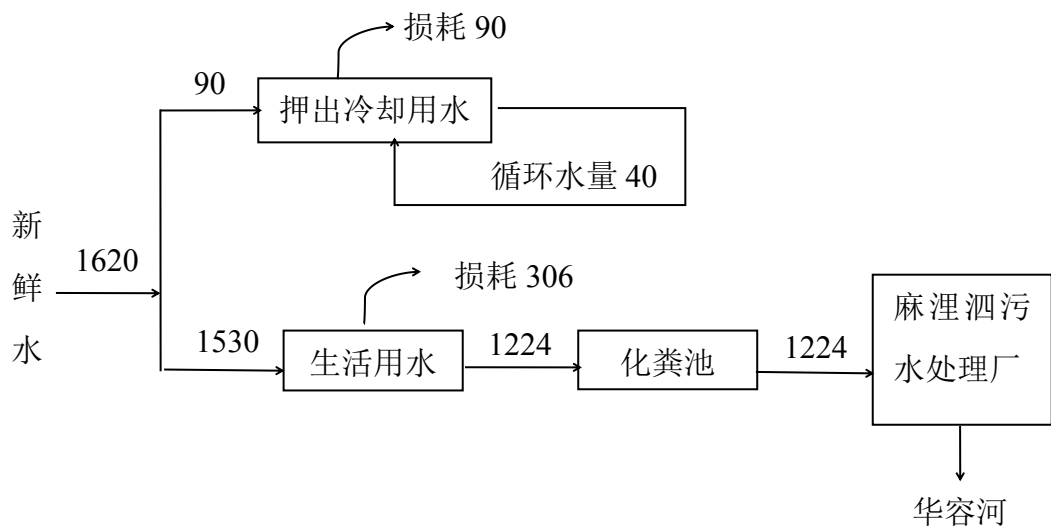 损耗 90
90
押出冷却用水
循环水量 40
新
鲜
水
1620
损耗 306
1530
生活用水
1224
化粪池
1224
麻浬泗污
水处理厂
华容河